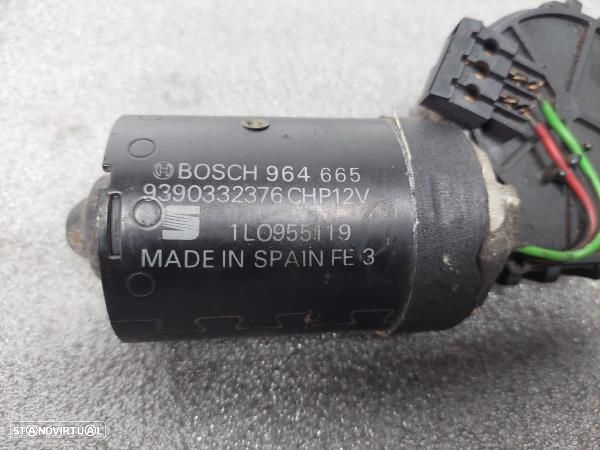 BOSCH 964 665
9390332376 CHP12V
1L0955119
MADE IN SPAIN FE 3
STANDVIRTUAL